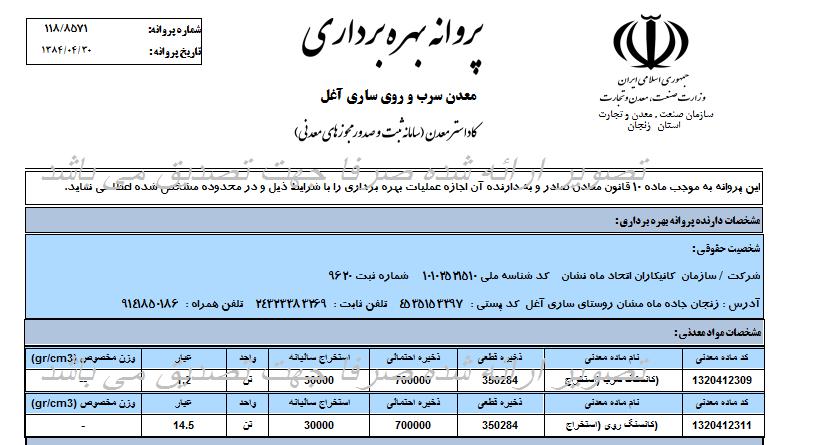 شماره پروانه: ۱۱۸/۸۵۷۱
تاریخ پروانه: ۱۳۸۴/۰۴/۳۰
پروانه بهره برداری
معدن سرب و روی ساری آغل
کاداستر معدن (سامانه ثبت و صدور مجوزهای معدنی)
جمهوری اسلامی ایران
وزارت صنعت، معدن و تجارت
سازمان صنعت، معدن و تجارت
استان زنجان
تصویر ارائه شده صرفا جهت تصدیق می باشد
این پروانه به موجب ماده ۱۰ قانون معادن صادر و به دارنده آن اجازه عملیات بهره برداری را با شرایط ذیل و در محدوده مشخص شده اعطا می نماید.
مشخصات دارنده پروانه بهره برداری:
شخصیت حقوقی:
شرکت / سازمان کانیکاران اتحاد ماه نشان کد شناسه ملی ۱۰۱۰۲۵۲۱۵۱۰ شماره ثبت ۹۶۲۰
آدرس: زنجان جاده ماه مشان روستای ساری آغل کد پستی: ۴۵۳۵۱۵۳۳۹۷ تلفن ثابت: ۲۴۳۲۳۳۸۳۲۶۹ تلفن همراه: ۹۱۴۱۸۵۰۱۸۶
مشخصات مواد معدنی:
کد ماده معدنی نام ماده معدنی ذخیره قطعی ذخیره احتمالی استخراج سالیانه واحد عیار وزن مخصوص (gr/cm3)
1320412309 کانسنگ سرب (استخراج) 350284 700000 30000 تن 1.2 --
تصویر ارائه شده صرفا جهت تصدیق می باشد
کد ماده معدنی نام ماده معدنی ذخیره قطعی ذخیره احتمالی استخراج سالیانه واحد عیار وزن مخصوص (gr/cm3)
1320412311 کانسنگ روی (استخراج) 350284 700000 30000 تن 14.5 -